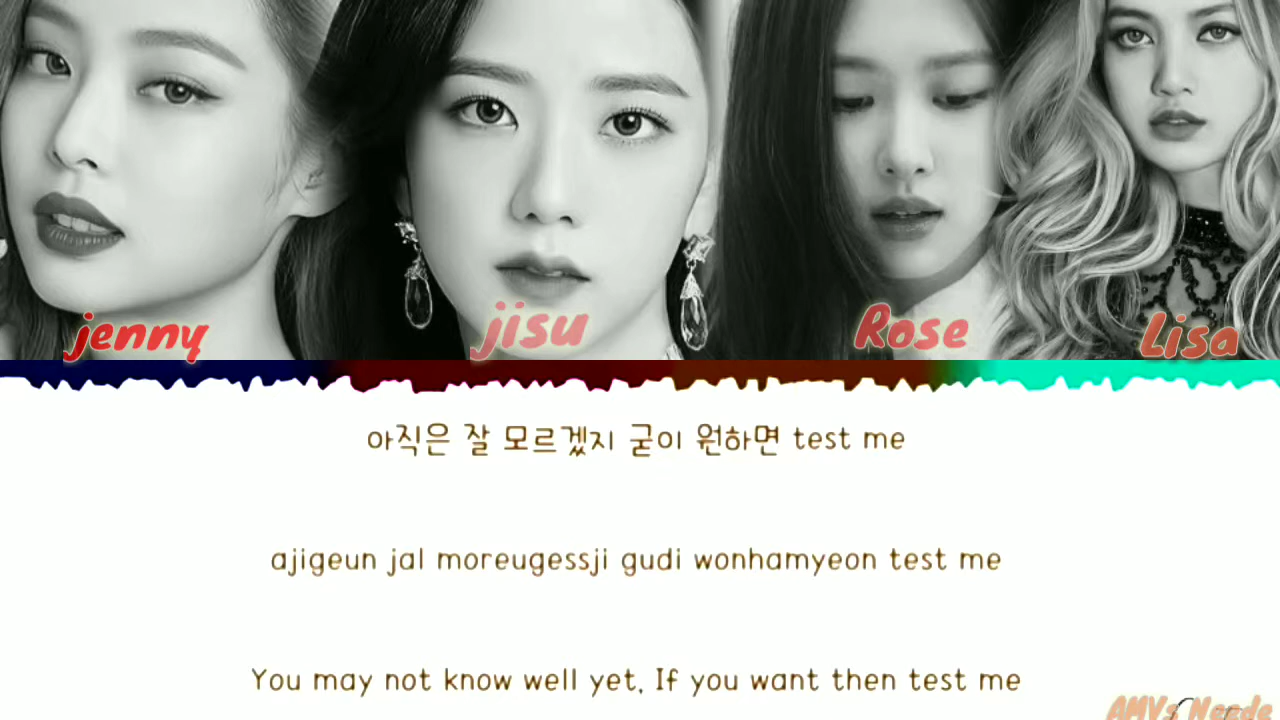 jenny jisu Rose Lisa
아직은 잘 모르겠지 굳이 원하면 test me
ajigeun jal moreugessji gudi wonhamyeon test me
You may not know well yet, If you want then test me
AMVs